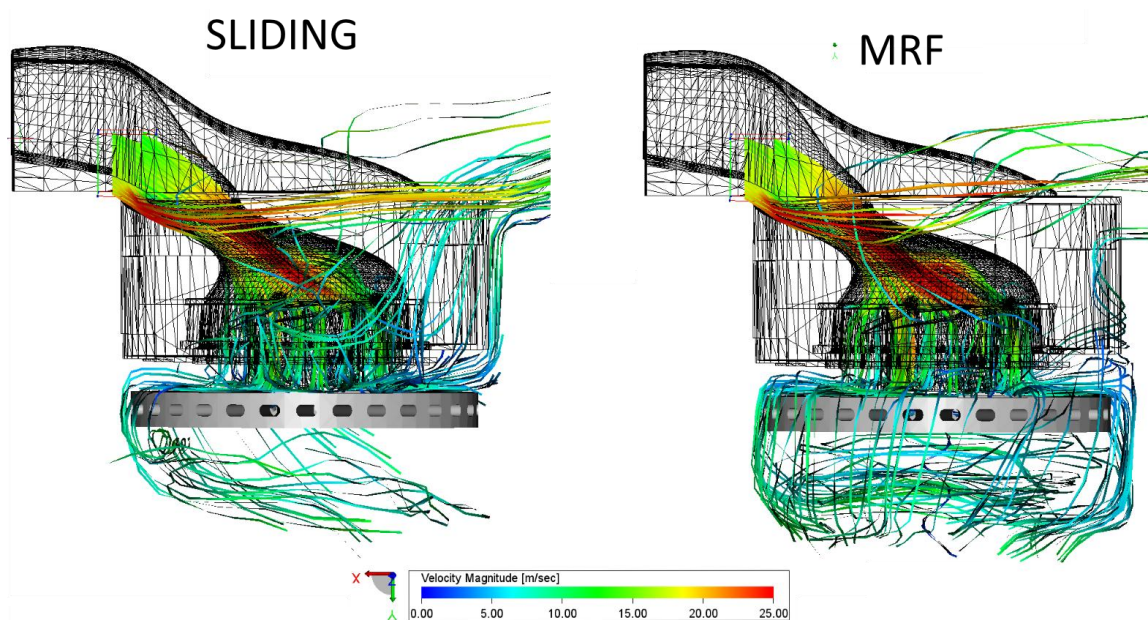 SLIDING
MRF
X
Z
Y
Velocity Magnitude [m/sec]
0.00 5.00 10.00 15.00 20.00 25.00